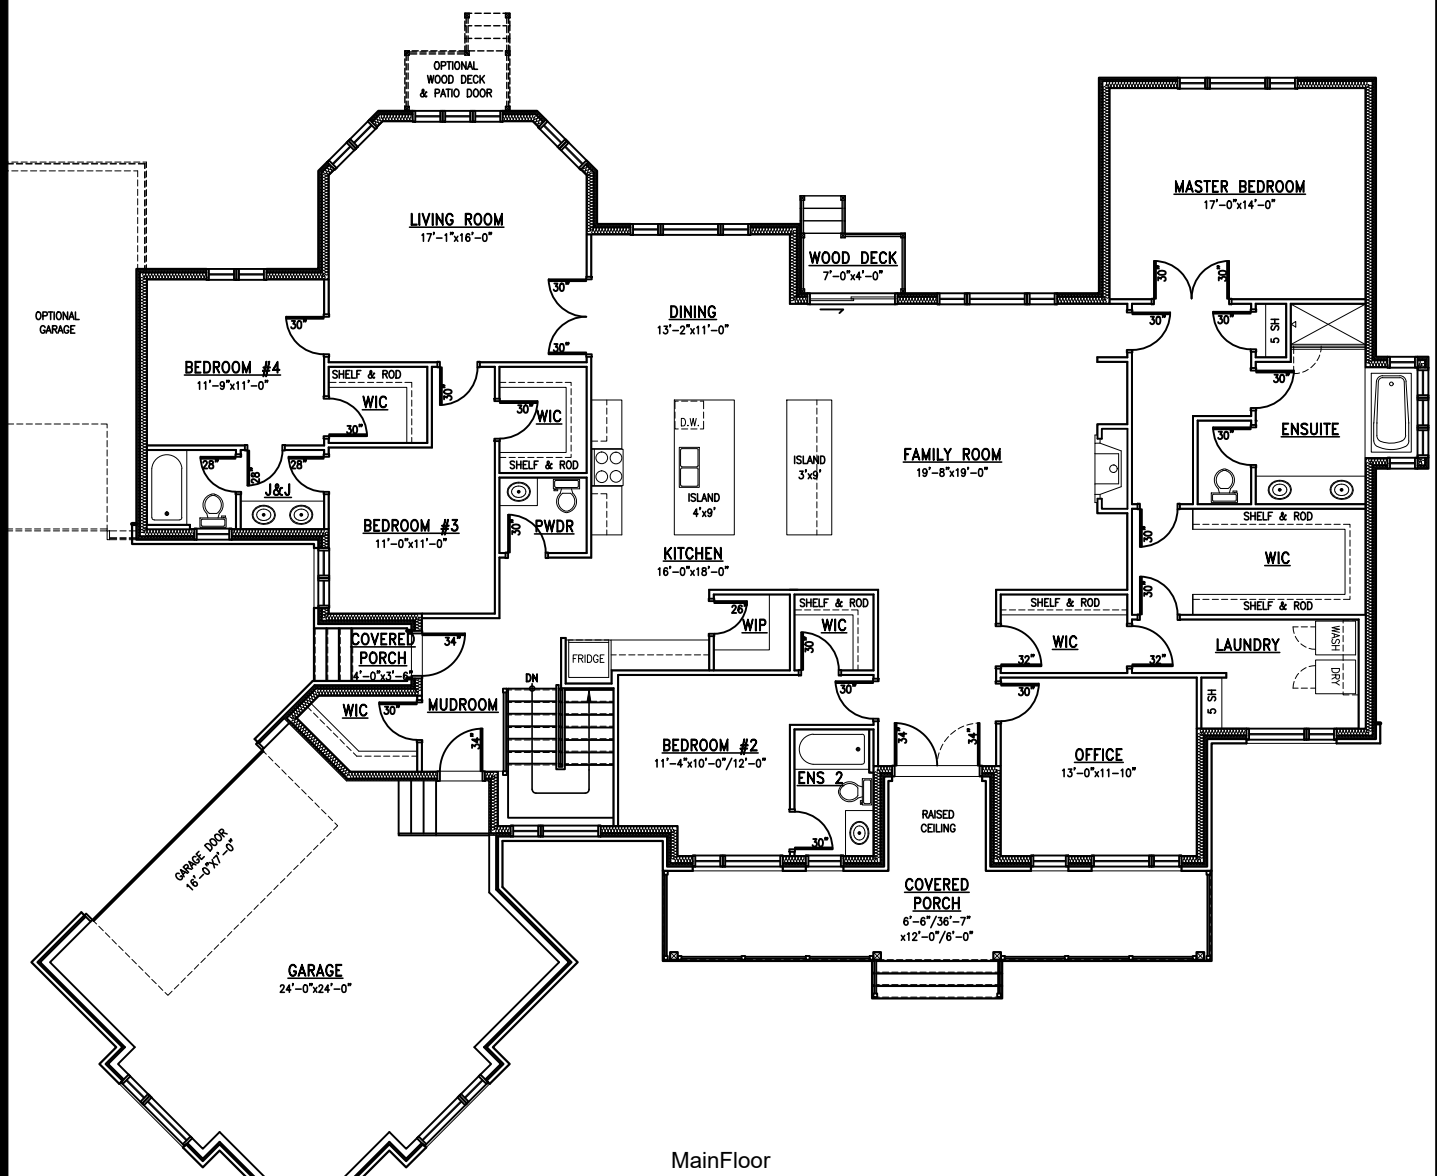 OPTIONAL
WOOD DECK
& PATIO DOOR
MASTER BEDROOM
17'-0"x14'-0"
LIVING ROOM
17'-1"x16'-0"
WOOD DECK
7'-0"x4'-0"
30"
30"
30"
OPTIONAL
GARAGE
30"
DINING
13'-2"x11'-0"
30"
30"
5 SH
30"
BEDROOM #4
11'-9"x11'-0"
SHELF & ROD
WIC
30"
30"
30"
WIC
SHELF & ROD
30"
D.W.
ISLAND
4'x9'
ISLAND
3'x9'
FAMILY ROOM
19'-8"x19'-0"
ENSUITE
30"
28"
28"
28"
J&J
BEDROOM #3
11'-0"x11'-0"
30"
PWDR
KITCHEN
16'-0"x18'-0"
SHELF & ROD
30"
WIC
30"
SHELF & ROD
26"
WIP
SHELF & ROD
WIC
30"
SHELF & ROD
WIC
32"
32"
LAUNDRY
WASH
DRY
COVERED
PORCH
4'-0"x3'-6"
34"
FRIDGE
DN
30"
30"
5 SH
WIC
30"
MUDROOM
34"
BEDROOM #2
11'-4"x10'-0"/12'-0"
34"
34"
OFFICE
13'-0"x11-10"
ENS 2
30"
RAISED
CEILING
GARAGE DOOR
16'-0"X7'-0"
COVERED
PORCH
6'-6"/36'-7"
x12'-0"/6'-0"
GARAGE
24'-0"x24'-0"
MainFloor